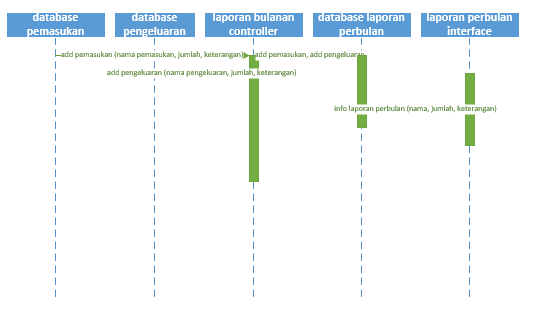 database
pemasukan
database
pengeluaran
laporan bulanan
controller
database laporan
perbulan
laporan perbulan
interface
add pemasukan (nama pemasukan, jumlah, keterangan)
add pemasukan, add pengeluaran
add pengeluaran (nama pengeluaran, jumlah, keterangan)
info laporan perbulan (nama, jumlah, keterangan)